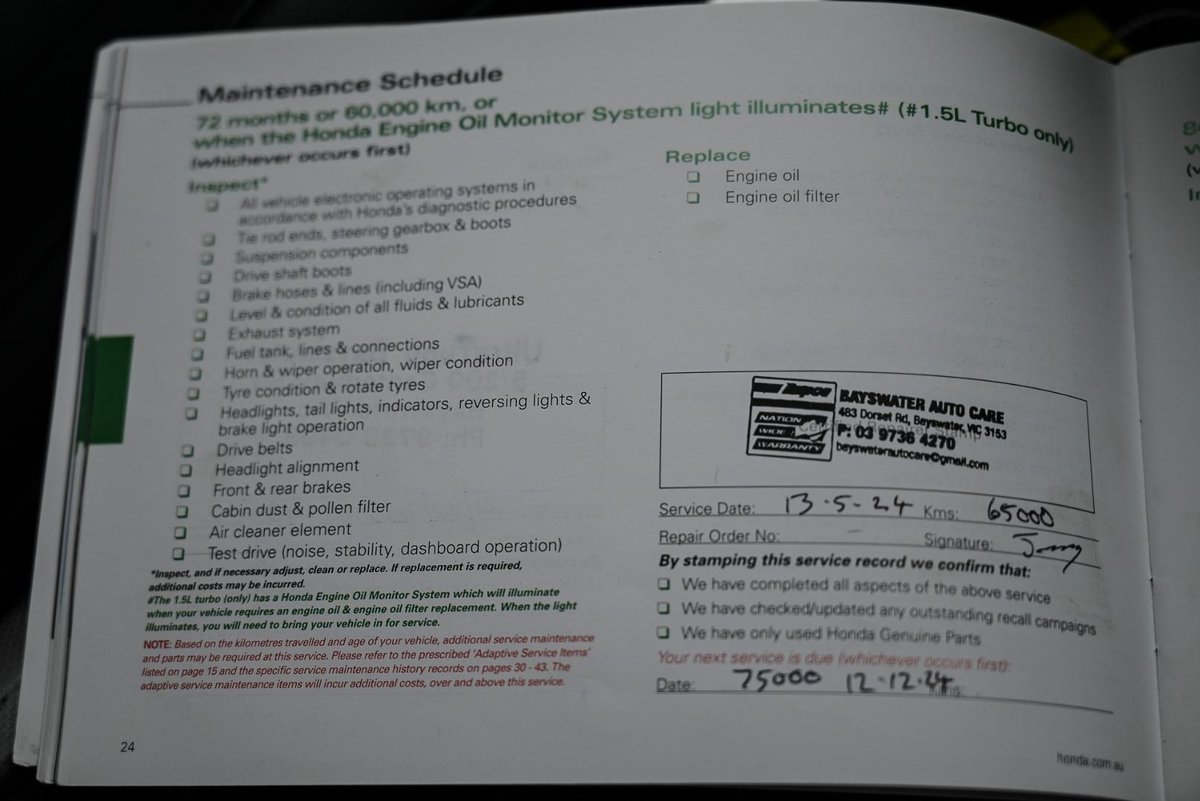 Maintenance Schedule
72 months or 60,000 km, or
when the Honda Engine Oil Monitor System light illuminates# (#1.5L Turbo only)
(whichever occurs first)
Inspect*
All vehicle electronic operating systems in
accordance with Honda's diagnostic procedures
Tie rod ends, steering gearbox & boots
Suspension components
Drive shaft boots
Brake hoses & lines (including VSA)
Level & condition of all fluids & lubricants
Exhaust system
Fuel tank, lines & connections
Horn & wiper operation, wiper condition
Tyre condition & rotate tyres
Headlights, tail lights, indicators, reversing lights &
brake light operation
Drive belts
Headlight alignment
Front & rear brakes
Cabin dust & pollen filter
Air cleaner element
Test drive (noise, stability, dashboard operation)
*Inspect, and if necessary adjust, clean or replace. If replacement is required,
additional costs may be incurred.
#The 1.5L turbo (only) has a Honda Engine Oil Monitor System which will illuminate
when your vehicle requires an engine oil & engine oil filter replacement. When the light
illuminates, you will need to bring your vehicle in for service.
NOTE: Based on the kilometres travelled and age of your vehicle, additional service maintenance
and parts may be required at this service. Please refer to the prescribed 'Adaptive Service Items'
listed on page 15 and the specific service maintenance history records on pages 30 - 43. The
adaptive service maintenance items will incur additional costs, over and above this service.
24
Replace
Engine oil
Engine oil filter
Repco
NATION
WIDE
WARRANTY
BAYSWATER AUTO CARE
483 Dorset Rd, Bayswater, VIC 3153
P: 03 9736 4270
bayswaterautocare@gmail.com
Service Date: 13-5-24 Kms: 65000
Repair Order No: Signature:
By stamping this service record we confirm that:
We have completed all aspects of the above service
We have checked/updated any outstanding recall campaigns
We have only used Honda Genuine Parts
Your next service is due (whichever occurs first):
Date: 75000 12-12-24 Kms:
honda.com.au